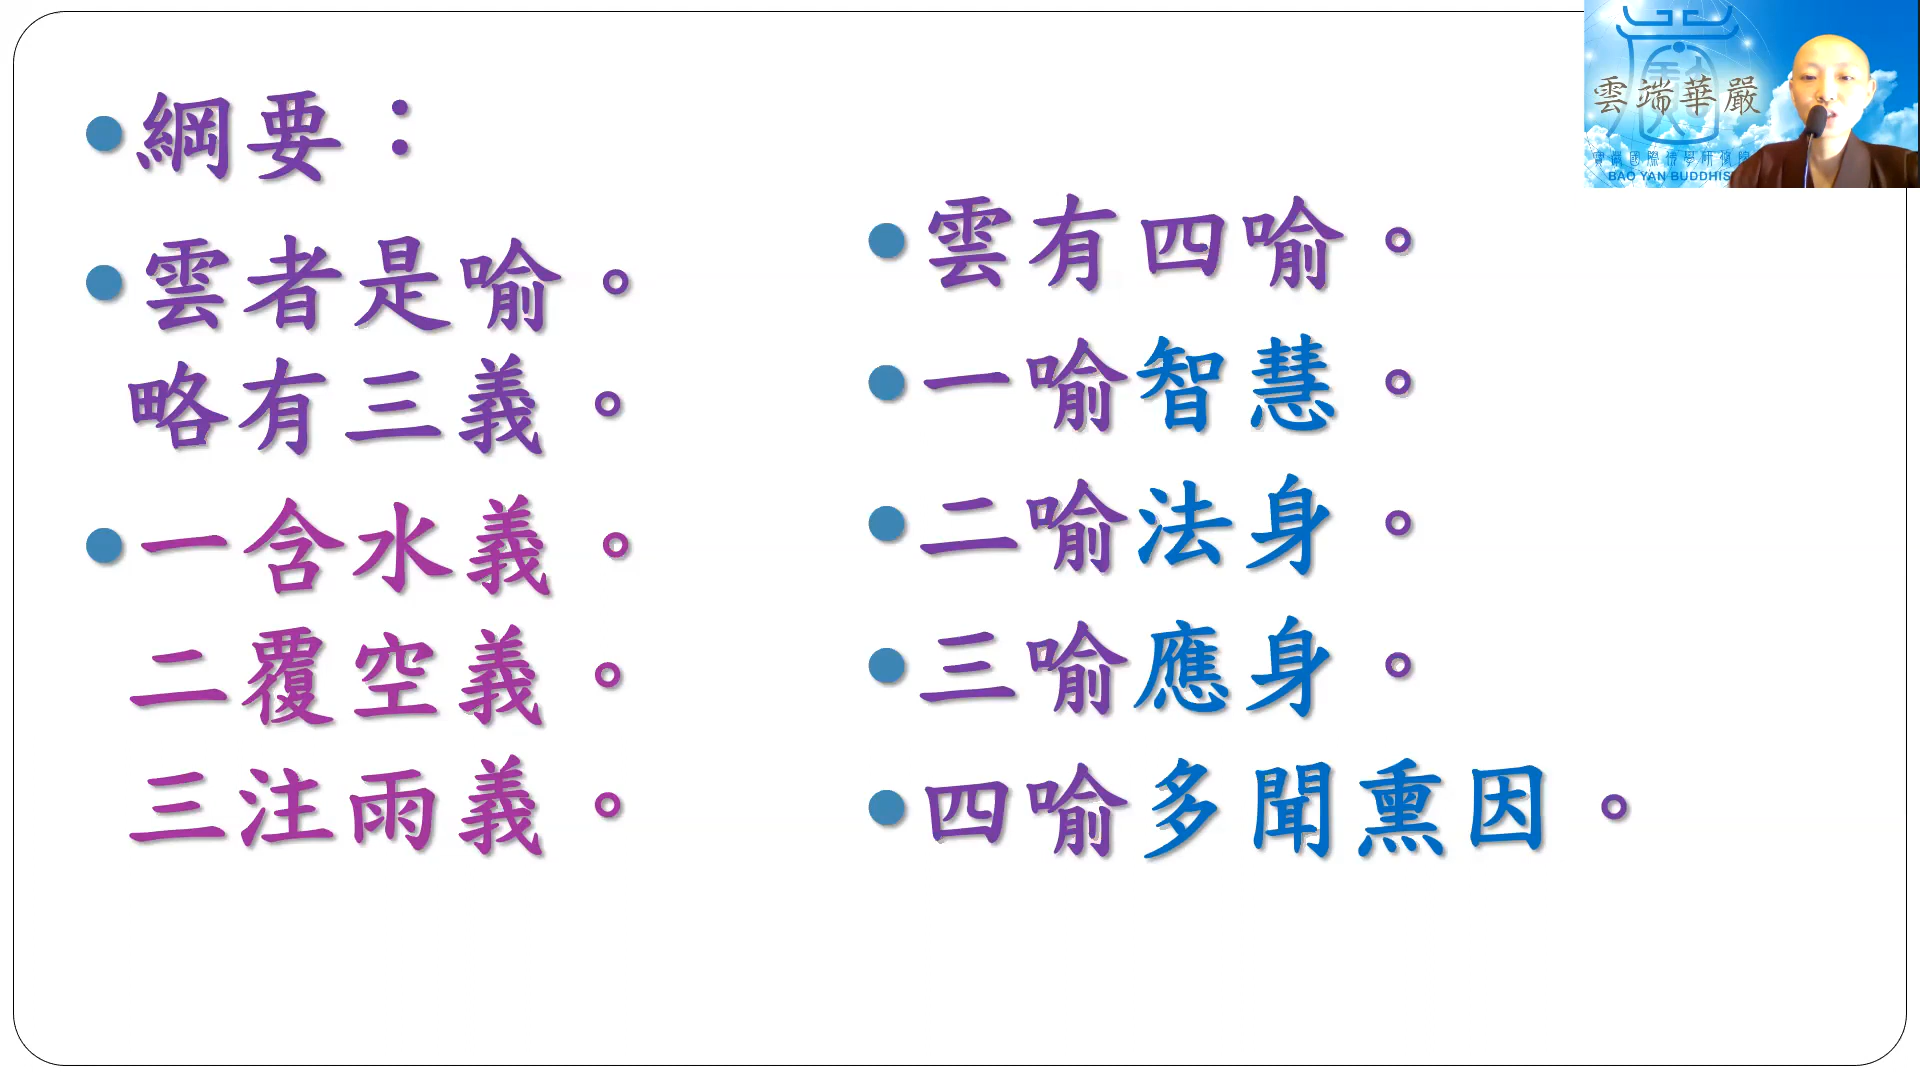 綱要：
雲者是喻。
略有三義。
一含水義。
二覆空義。
三注雨義。
雲有四喻。
一喻智慧。
二喻法身。
三喻應身。
四喻多聞熏因。
雲端華嚴
BAO YAN BUDDHIS